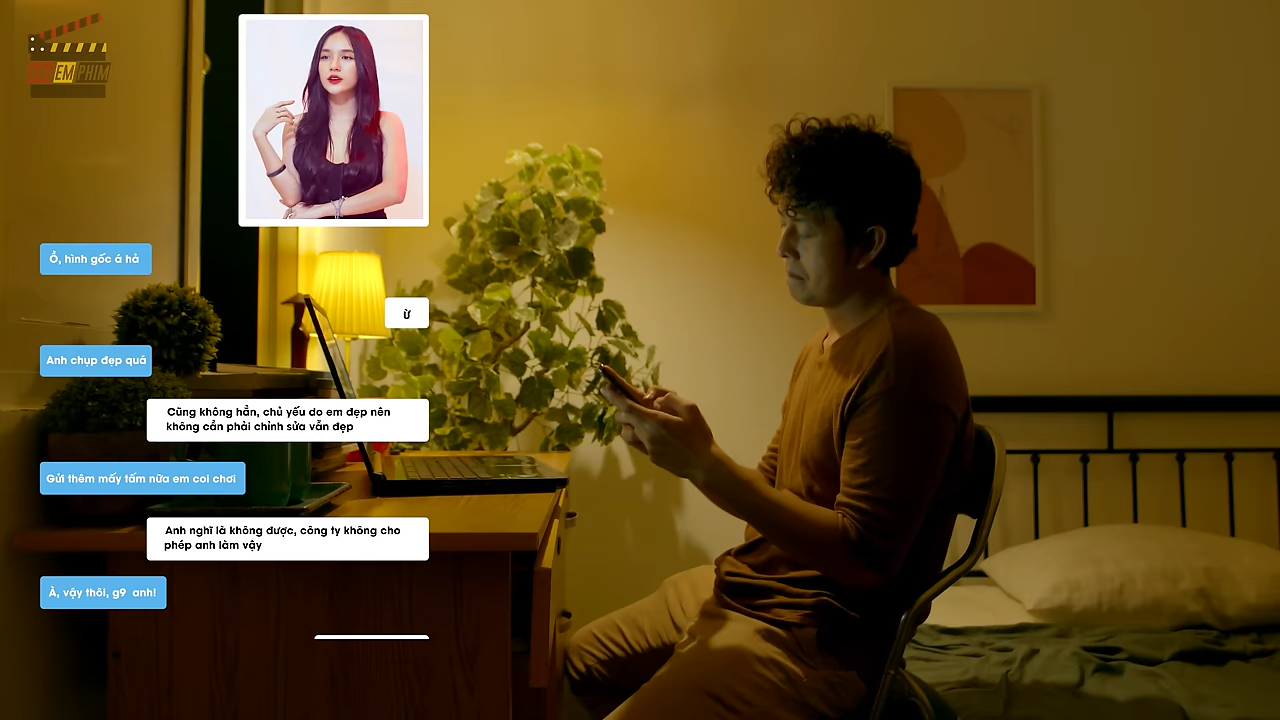 EM PHIM
Ồ, hình gốc á hả
Ừ
Anh chụp đẹp quá
Cũng không hẳn, chủ yếu do em đẹp nên
không cần phải chỉnh sửa vẫn đẹp
Gửi thêm mấy tấm nữa em coi chơi
Anh nghĩ là không được, công ty không cho
phép anh làm vậy
À, vậy thôi, g9 anh!